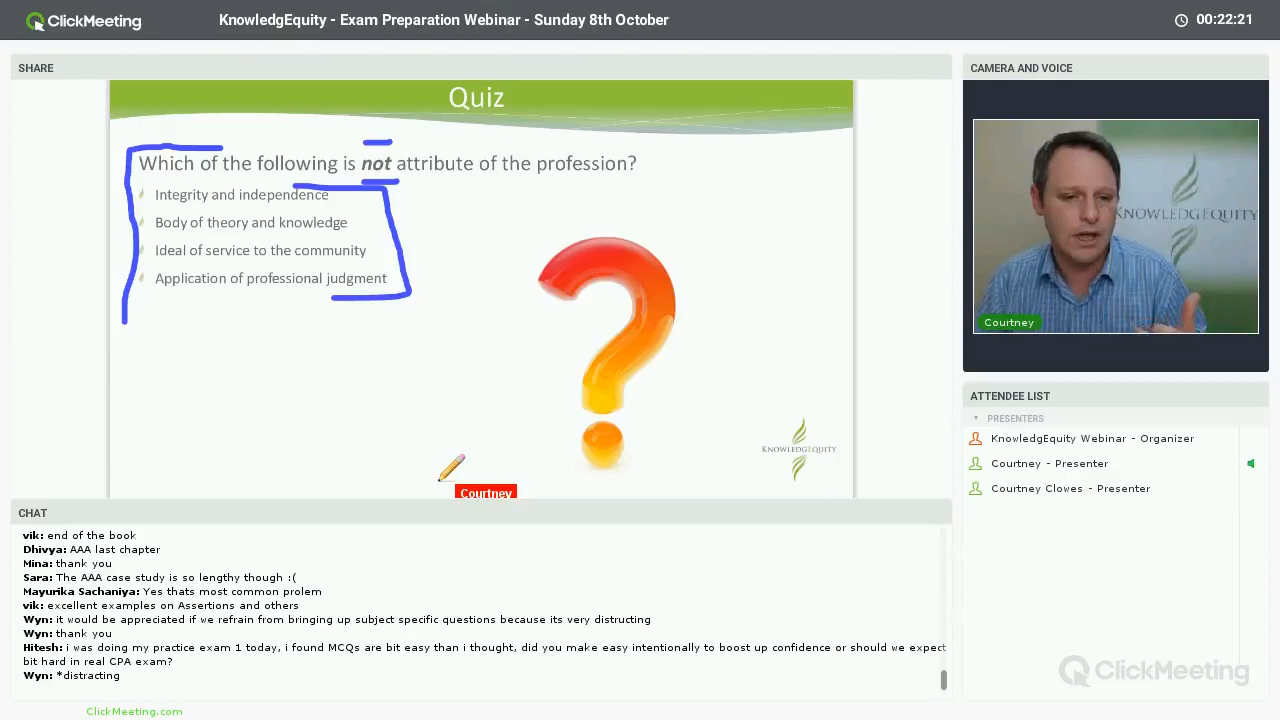 ClickMeeting
KnowledgEquity - Exam Preparation Webinar - Sunday 8th October
00:22:21
SHARE
Quiz
Which of the following is not attribute of the profession?
Integrity and independence
Body of theory and knowledge
Ideal of service to the community
Application of professional judgment
KNOWLEDGEQUITY
Courtney
CAMERA AND VOICE
KNOWLEDGEQUITY
Courtney
ATTENDEE LIST
PRESENTERS
KnowledgEquity Webinar - Organizer
Courtney - Presenter
Courtney Clowes - Presenter
CHAT
vik: end of the book
Dhivya: AAA last chapter
Mina: thank you
Sara: The AAA case study is so lengthy though :(
Mayurika Sachaniya: Yes thats most common prolem
vik: excellent examples on Assertions and others
Wyn: it would be appreciated if we refrain from bringing up subject specific questions because its very distructing
Wyn: thank you
Hitesh: i was doing my practice exam 1 today, i found MCQs are bit easy than i thought, did you make easy intentionally to boost up confidence or should we expect
bit hard in real CPA exam?
Wyn: *distracting
ClickMeeting
ClickMeeting.com